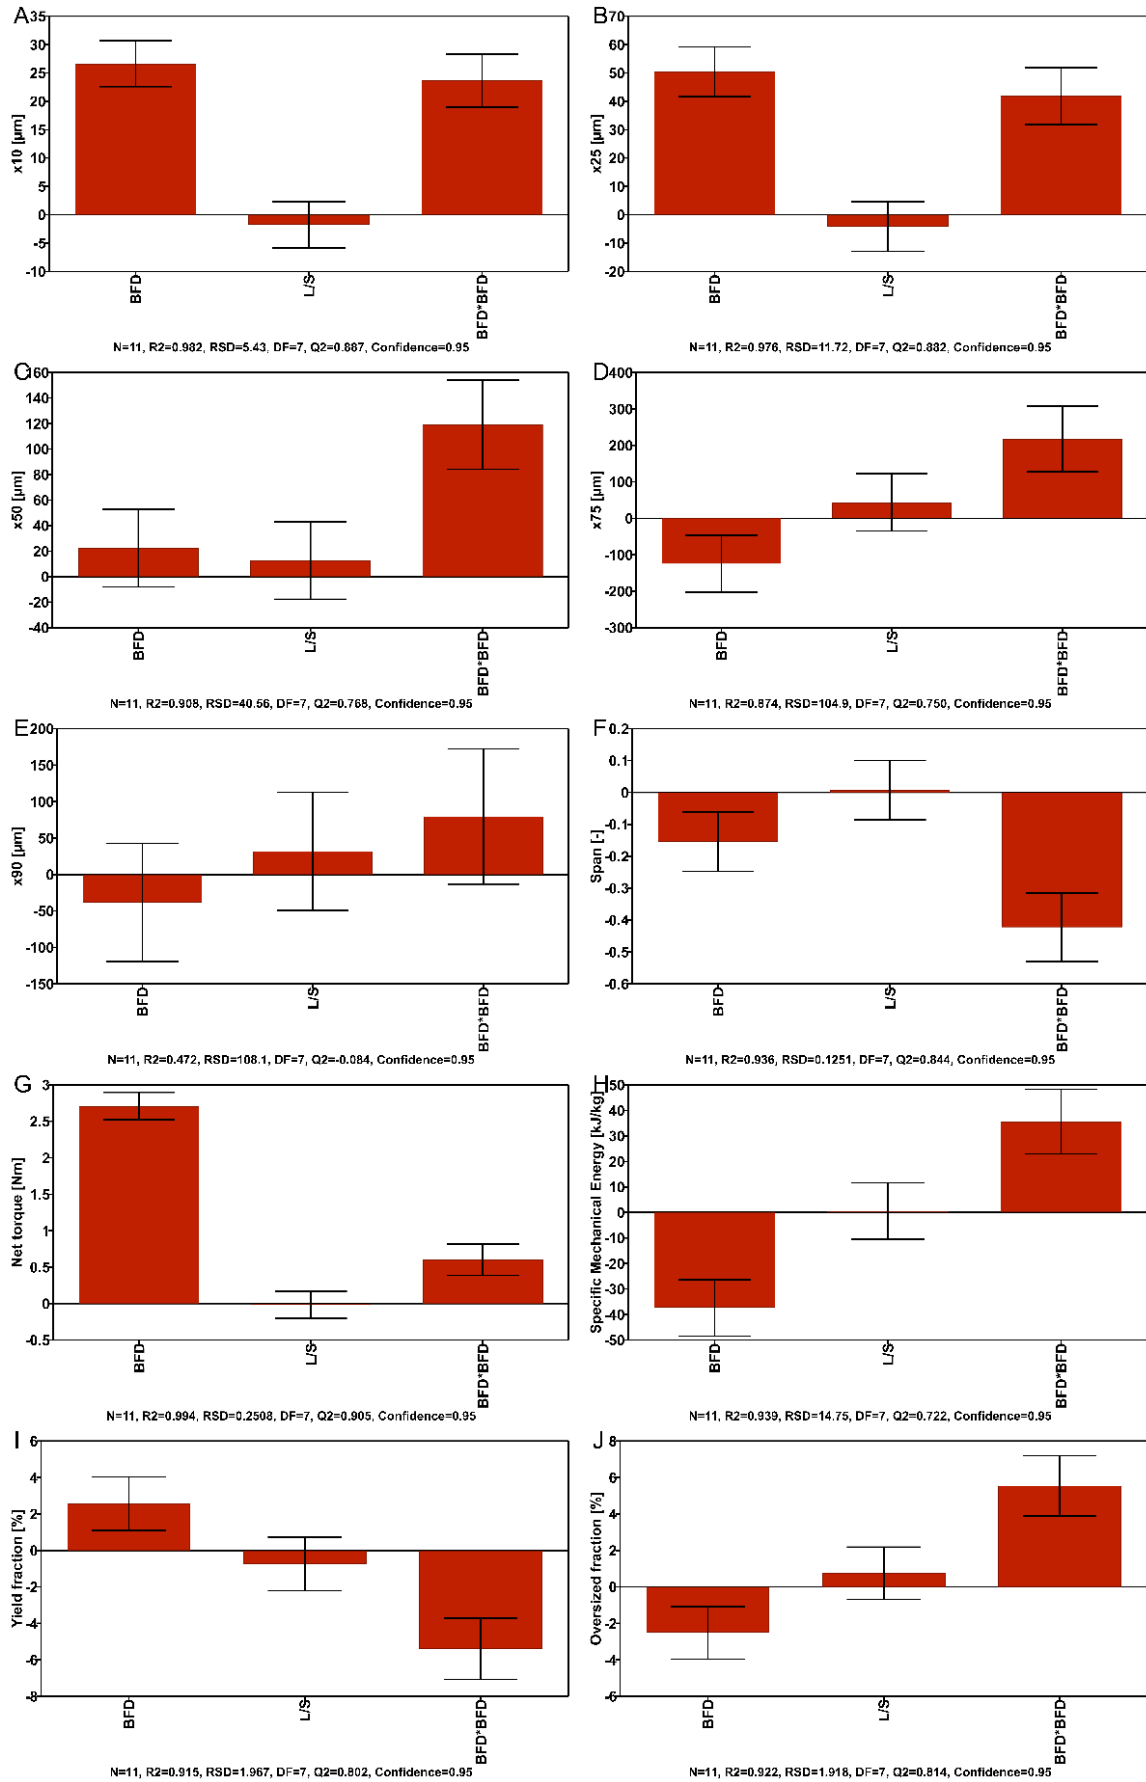 A
35
30
25
20
15
10
5
0
-5
-10
x10 [µm]
BFD
L/S
BFD*BFD
N=11, R2=0.982, RSD=5.43, DF=7, Q2=0.887, Confidence=0.95
B
70
60
50
40
30
20
10
0
-10
-20
x25 [µm]
BFD
L/S
BFD*BFD
N=11, R2=0.976, RSD=11.72, DF=7, Q2=0.882, Confidence=0.95
C
160
140
120
100
80
60
40
20
0
-20
-40
x50 [µm]
BFD
L/S
BFD*BFD
N=11, R2=0.908, RSD=40.56, DF=7, Q2=0.768, Confidence=0.95
D
400
300
200
100
0
-100
-200
-300
x75 [µm]
BFD
L/S
BFD*BFD
N=11, R2=0.874, RSD=104.9, DF=7, Q2=0.750, Confidence=0.95
E
200
150
100
50
0
-50
-100
-150
x90 [µm]
BFD
L/S
BFD*BFD
N=11, R2=0.472, RSD=108.1, DF=7, Q2=-0.084, Confidence=0.95
F
0.2
0.1
0
-0.1
-0.2
-0.3
-0.4
-0.5
-0.6
Span [-]
BFD
L/S
BFD*BFD
N=11, R2=0.936, RSD=0.1251, DF=7, Q2=0.844, Confidence=0.95
G
3
2.5
2
1.5
1
0.5
0
-0.5
Net torque [Nm]
BFD
L/S
BFD*BFD
N=11, R2=0.994, RSD=0.2508, DF=7, Q2=0.905, Confidence=0.95
H
50
40
30
20
10
0
-10
-20
-30
-40
-50
Specific Mechanical Energy [kJ/kg]
BFD
L/S
BFD*BFD
N=11, R2=0.939, RSD=14.75, DF=7, Q2=0.722, Confidence=0.95
I
6
4
2
0
-2
-4
-6
-8
Yield fraction [%]
BFD
L/S
BFD*BFD
N=11, R2=0.915, RSD=1.967, DF=7, Q2=0.802, Confidence=0.95
J
8
6
4
2
0
-2
-4
-6
Oversized fraction [%]
BFD
L/S
BFD*BFD
N=11, R2=0.922, RSD=1.918, DF=7, Q2=0.814, Confidence=0.95